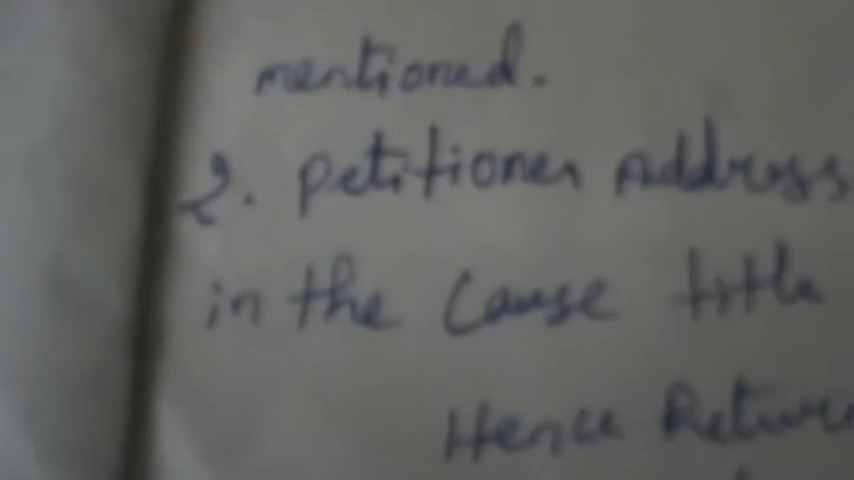 mentioned.
2. petitioner Address
in the Cause title
Hence Return